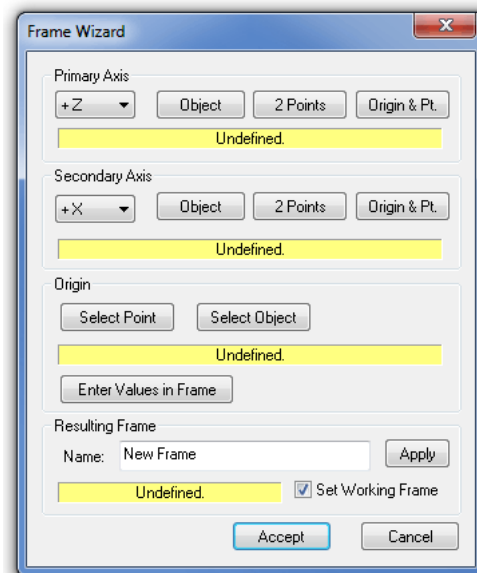 Frame Wizard
Primary Axis
+Z Object 2 Points Origin & Pt.
Undefined.
Secondary Axis
+X Object 2 Points Origin & Pt.
Undefined.
Origin
Select Point Select Object
Undefined.
Enter Values in Frame
Resulting Frame
Name: New Frame Apply
Undefined. Set Working Frame
Accept Cancel